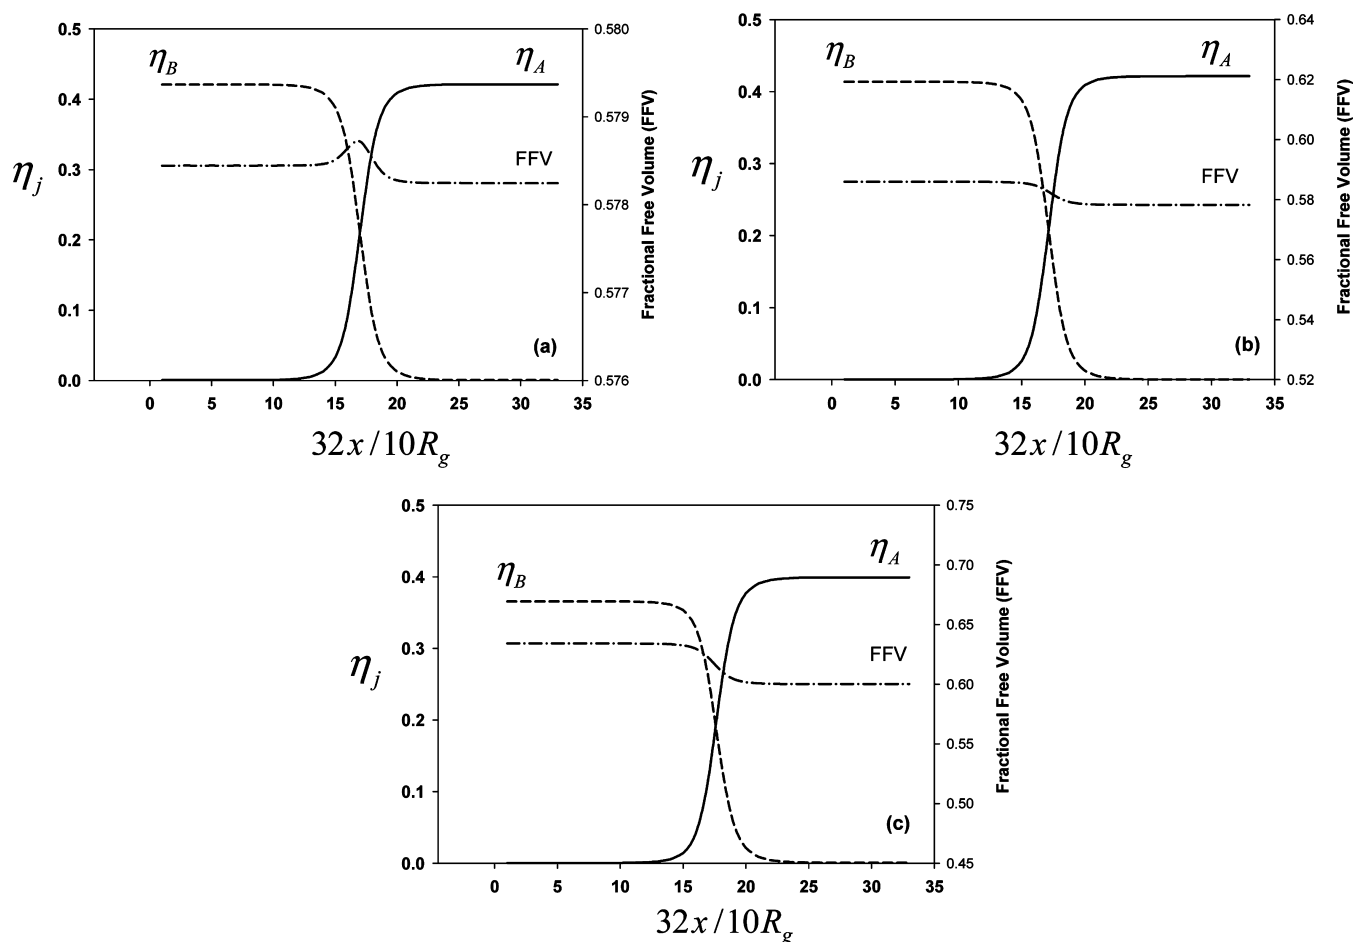 0.5
0.4
0.3
0.2
0.1
0.0
η_j
η_B
η_A
FFV
(a)
0.580
0.579
0.578
0.577
0.576
Fractional Free Volume (FFV)
0 5 10 15 20 25 30 35
32x/10R_g
0.5
0.4
0.3
0.2
0.1
0.0
η_j
η_B
η_A
FFV
(b)
0.64
0.62
0.60
0.58
0.56
0.54
0.52
Fractional Free Volume (FFV)
0 5 10 15 20 25 30 35
32x/10R_g
0.5
0.4
0.3
0.2
0.1
0.0
η_j
η_B
η_A
FFV
(c)
0.75
0.70
0.65
0.60
0.55
0.50
0.45
Fractional Free Volume (FFV)
0 5 10 15 20 25 30 35
32x/10R_g